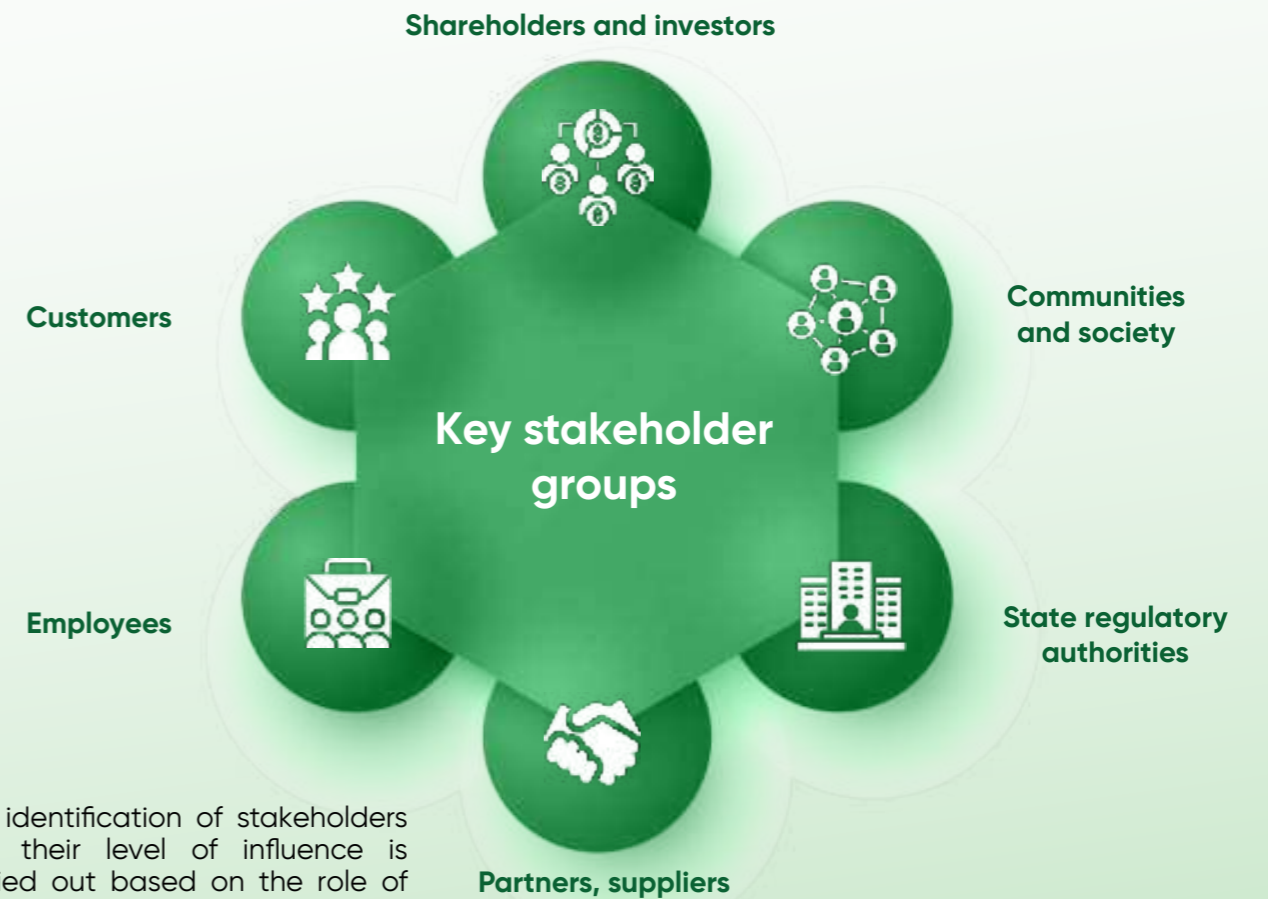 Shareholders and investors
Customers
Communities
and society
Key stakeholder
groups
Employees
State regulatory
authorities
identification of stakeholders
their level of influence is
out based on the role of
Partners, suppliers